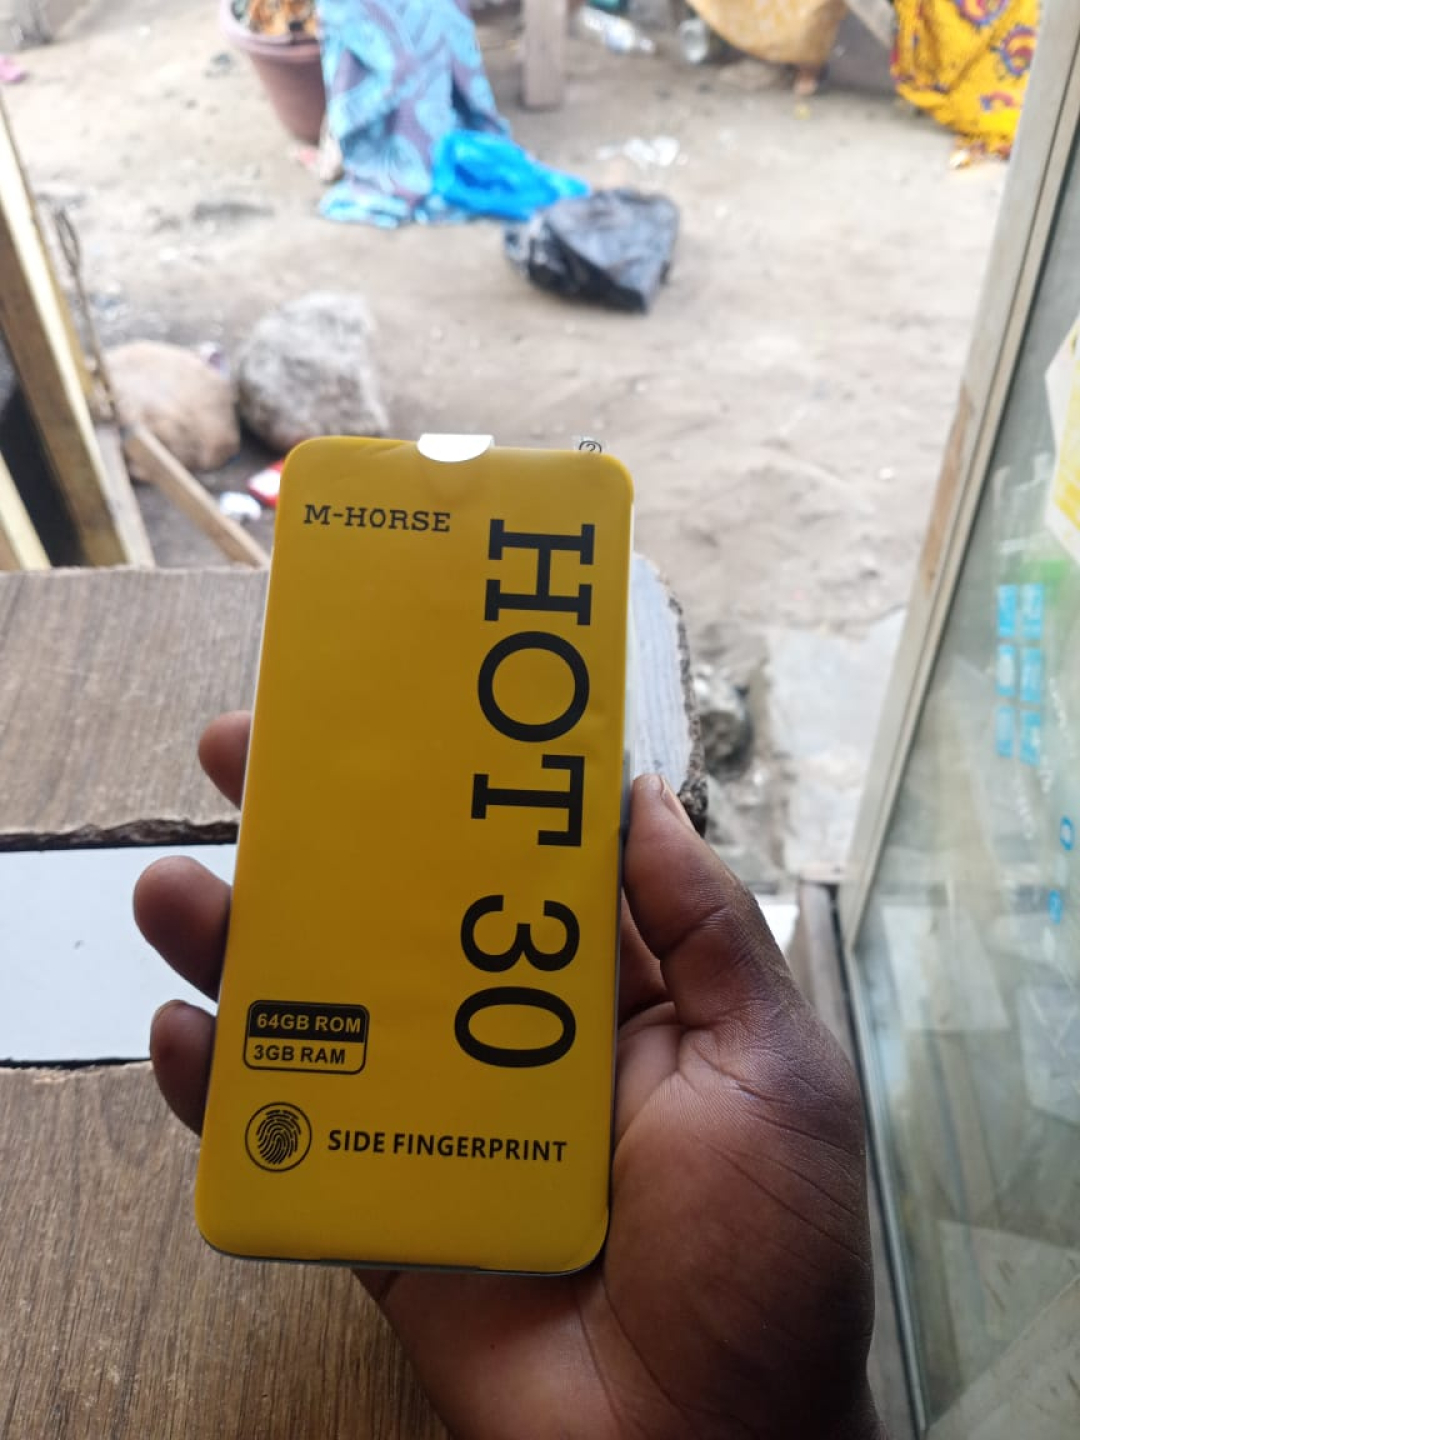 M-HORSE
HOT 30
64GB ROM
3GB RAM
SIDE FINGERPRINT